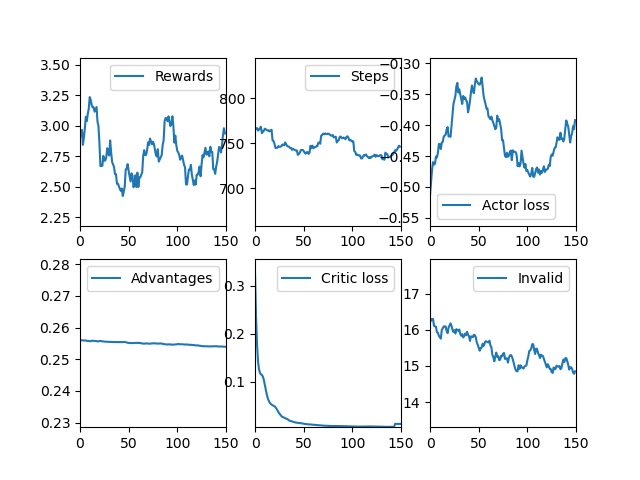 3.50
3.25
3.00
2.75
2.50
2.25
0 50 100 150
Rewards
800
750
700
0 50 100 150
Steps
−0.30
−0.35
−0.40
−0.45
−0.50
−0.55
0 50 100 150
Actor loss
0.28
0.27
0.26
0.25
0.24
0.23
0 50 100 150
Advantages
0.3
0.2
0.1
0 50 100 150
Critic loss
17
16
15
14
0 50 100 150
Invalid